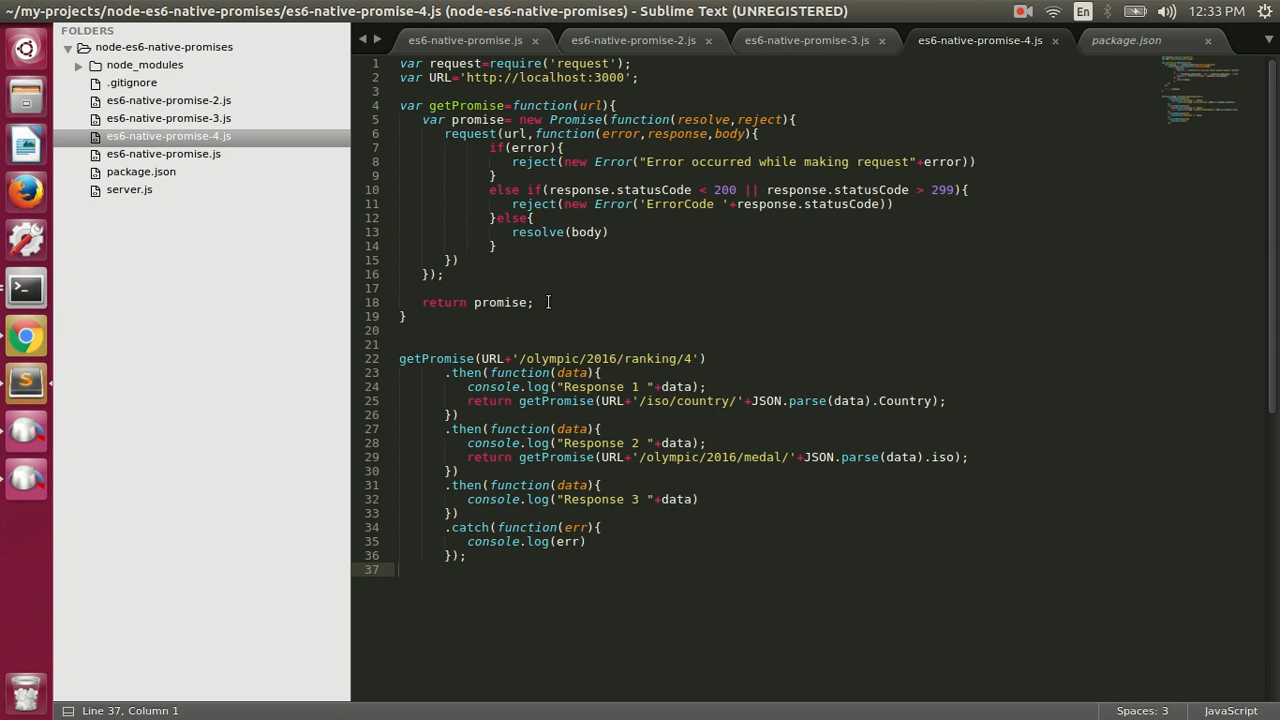 ~/my-projects/node-es6-native-promises/es6-native-promise-4.js (node-es6-native-promises) - Sublime Text (UNREGISTERED)
En
12:33 PM
FOLDERS
node-es6-native-promises
node_modules
.gitignore
es6-native-promise-2.js
es6-native-promise-3.js
es6-native-promise-4.js
es6-native-promise.js
package.json
server.js
es6-native-promise.js × es6-native-promise-2.js × es6-native-promise-3.js × es6-native-promise-4.js × package.json ×
1 var request=require('request');
2 var URL='http://localhost:3000';
3
4 var getPromise=function(url){
5 var promise= new Promise(function(resolve,reject){
6 request(url,function(error,response,body){
7 if(error){
8 reject(new Error("Error occurred while making request"+error))
9 }
10 else if(response.statusCode < 200 || response.statusCode > 299){
11 reject(new Error('ErrorCode '+response.statusCode))
12 }else{
13 resolve(body)
14 }
15 })
16 });
17
18 return promise;
19 }
20
21
22 getPromise(URL+'/olympic/2016/ranking/4')
23 .then(function(data){
24 console.log("Response 1 "+data);
25 return getPromise(URL+'/iso/country/'+JSON.parse(data).Country);
26 })
27 .then(function(data){
28 console.log("Response 2 "+data);
29 return getPromise(URL+'/olympic/2016/medal/'+JSON.parse(data).iso);
30 })
31 .then(function(data){
32 console.log("Response 3 "+data)
33 })
34 .catch(function(err){
35 console.log(err)
36 });
37
Line 37, Column 1
Spaces: 3
JavaScript